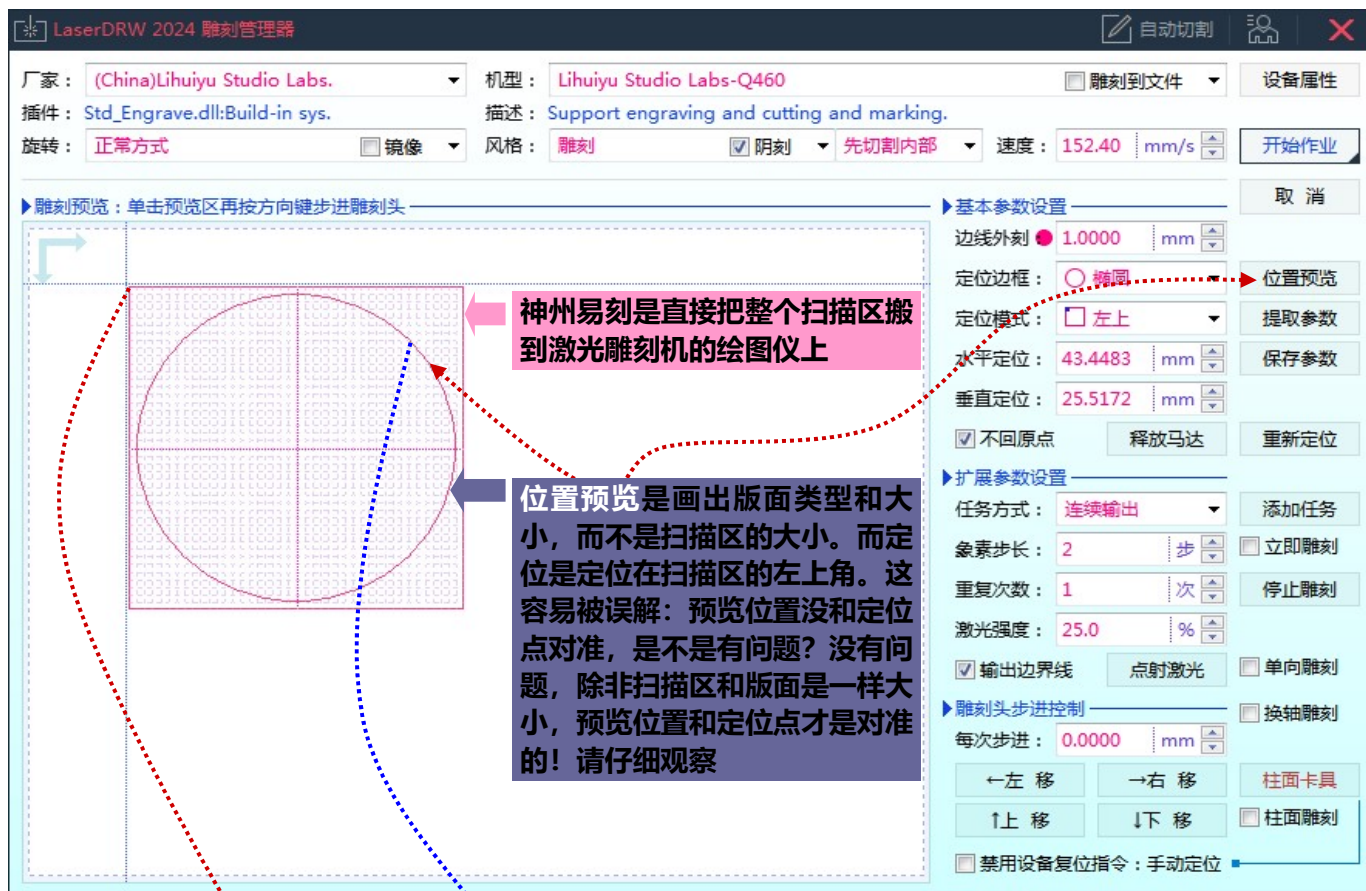 LaserDRW 2024 雕刻管理器
自动切割
厂家： (China)Lihuiyu Studio Labs. 机型： Lihuiyu Studio Labs-Q460 雕刻到文件 设备属性
插件： Std_Engrave.dll:Build-in sys. 描述： Support engraving and cutting and marking.
旋转： 正常方式 镜像 风格： 雕刻 阴刻 先切割内部 速度： 152.40 mm/s 开始作业
取 消
雕刻预览：单击预览区再按方向键步进雕刻头
神州易刻是直接把整个扫描区搬
到激光雕刻机的绘图仪上
位置预览是画出版面类型和大
小，而不是扫描区的大小。而定
位是定位在扫描区的左上角。这
容易被误解：预览位置没和定位
点对准，是不是有问题？没有问
题，除非扫描区和版面是一样大
小，预览位置和定位点才是对准
的！请仔细观察
基本参数设置
边线外刻 1.0000 mm
定位边框： 椭圆 位置预览
定位模式： 左上 提取参数
水平定位： 43.4483 mm 保存参数
垂直定位： 25.5172 mm
不回原点 释放马达 重新定位
扩展参数设置
任务方式： 连续输出 添加任务
象素步长： 2 步 立即雕刻
重复次数： 1 次 停止雕刻
激光强度： 25.0 %
输出边界线 点射激光 单向雕刻
雕刻头步进控制 换轴雕刻
每次步进： 0.0000 mm
←左 移 →右 移 柱面卡具
↑上 移 ↓下 移 柱面雕刻
禁用设备复位指令：手动定位